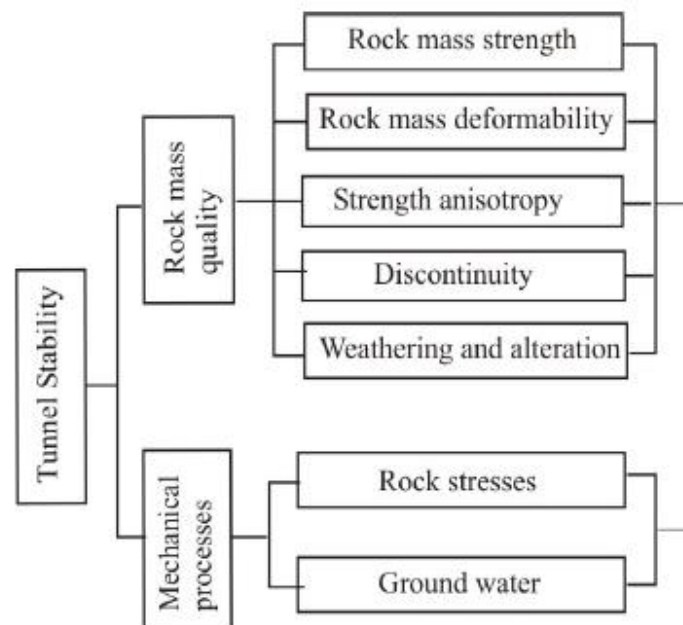 Tunnel Stability
Rock mass
quality
Rock mass strength
Rock mass deformability
Strength anisotropy
Discontinuity
Weathering and alteration
Mechanical
processes
Rock stresses
Ground water